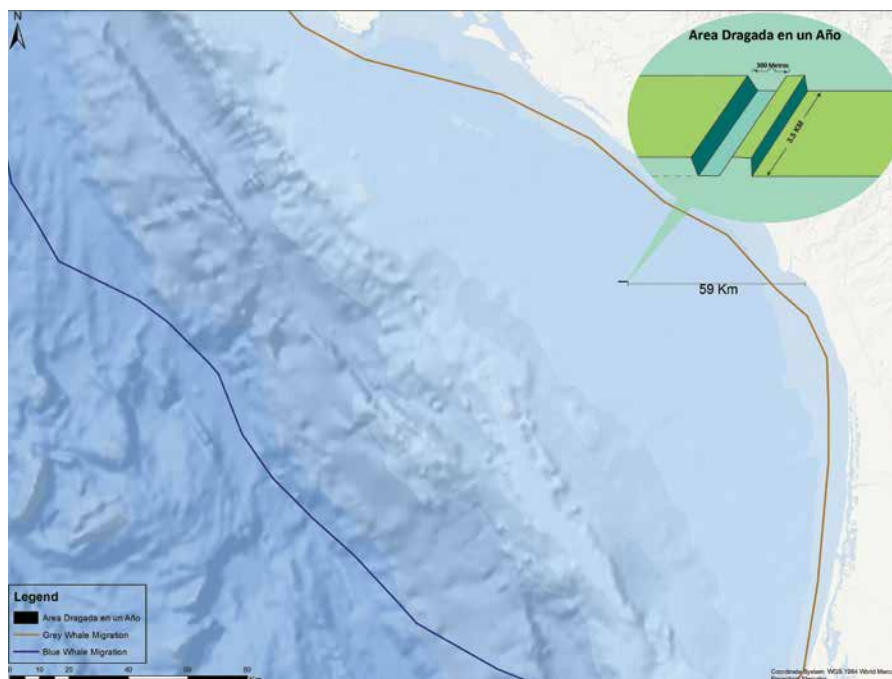 N
Area Dragada en un Año
300 Metros
3.5 KM
59 Km
Legend
Area Dragada en un Año
Grey Whale Migration
Blue Whale Migration
0 10 20 40 60 80
Coordinate System: WGS 1984 World